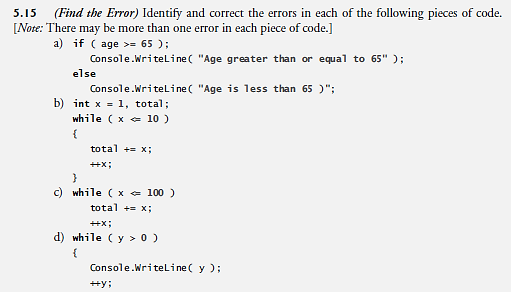 5.15 (Find the Error) Identify and correct the errors in each of the following pieces of code.
[Note: There may be more than one error in each piece of code.]
a) if ( age >= 65 );
Console.WriteLine( "Age greater than or equal to 65" );
else
Console.WriteLine( "Age is less than 65 )";
b) int x = 1, total;
while ( x <= 10 )
{
total += x;
++x;
}
c) while ( x <= 100 )
total += x;
++x;
d) while ( y > 0 )
{
Console.WriteLine( y );
++y;